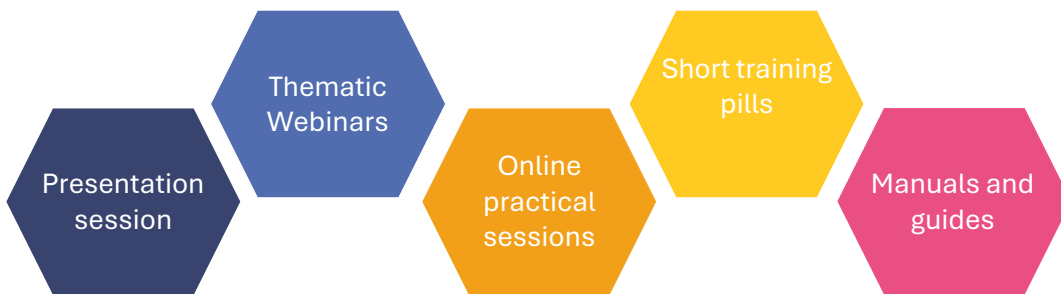 Presentation
session
Thematic
Webinars
Online
practical
sessions
Short training
pills
Manuals and
guides